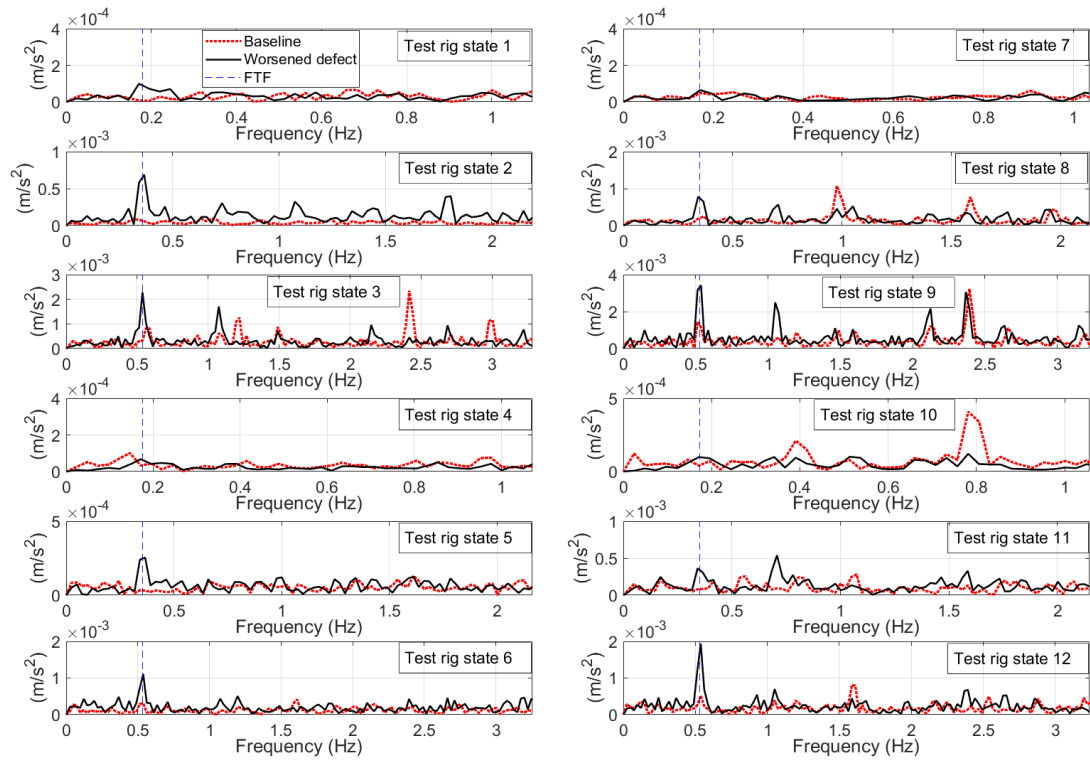 ×10⁻⁴
4
2
0
(m/s²)
Baseline
Worsened defect
FTF
Test rig state 1
0 0.2 0.4 0.6 0.8 1
Frequency (Hz)
×10⁻⁴
4
2
0
(m/s²)
Test rig state 7
0 0.2 0.4 0.6 0.8 1
Frequency (Hz)
×10⁻³
1
0.5
0
(m/s²)
Test rig state 2
0 0.5 1 1.5 2
Frequency (Hz)
×10⁻³
2
1
0
(m/s²)
Test rig state 8
0 0.5 1 1.5 2
Frequency (Hz)
×10⁻³
3
2
1
0
(m/s²)
Test rig state 3
0 0.5 1 1.5 2 2.5 3
Frequency (Hz)
×10⁻³
4
2
0
(m/s²)
Test rig state 9
0 0.5 1 1.5 2 2.5 3
Frequency (Hz)
×10⁻⁴
4
2
0
(m/s²)
Test rig state 4
0 0.2 0.4 0.6 0.8 1
Frequency (Hz)
×10⁻⁴
5
0
(m/s²)
Test rig state 10
0 0.2 0.4 0.6 0.8 1
Frequency (Hz)
×10⁻⁴
5
0
(m/s²)
Test rig state 5
0 0.5 1 1.5 2
Frequency (Hz)
×10⁻³
1
0.5
0
(m/s²)
Test rig state 11
0 0.5 1 1.5 2
Frequency (Hz)
×10⁻³
2
1
0
(m/s²)
Test rig state 6
0 0.5 1 1.5 2 2.5 3
Frequency (Hz)
×10⁻³
2
1
0
(m/s²)
Test rig state 12
0 0.5 1 1.5 2 2.5 3
Frequency (Hz)